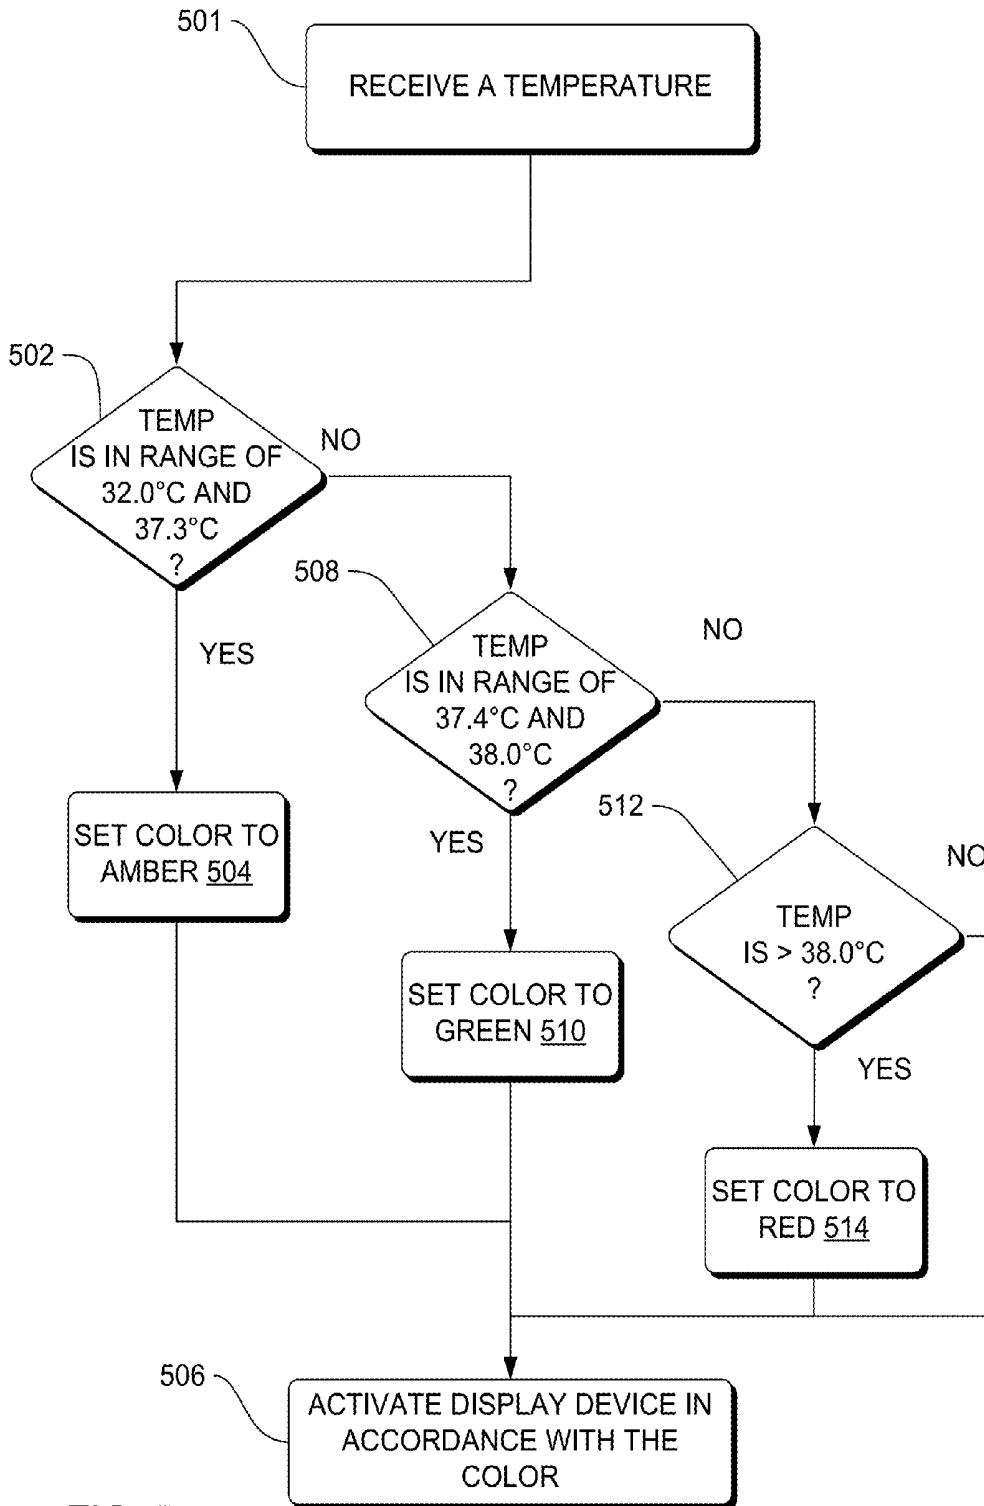 501
RECEIVE A TEMPERATURE
502
TEMP
IS IN RANGE OF
32.0°C AND
37.3°C
?
NO
YES
508
TEMP
IS IN RANGE OF
37.4°C AND
38.0°C
?
NO
YES
512
TEMP
IS > 38.0°C
?
NO
YES
SET COLOR TO
AMBER 504
SET COLOR TO
GREEN 510
SET COLOR TO
RED 514
506
ACTIVATE DISPLAY DEVICE IN
ACCORDANCE WITH THE
COLOR